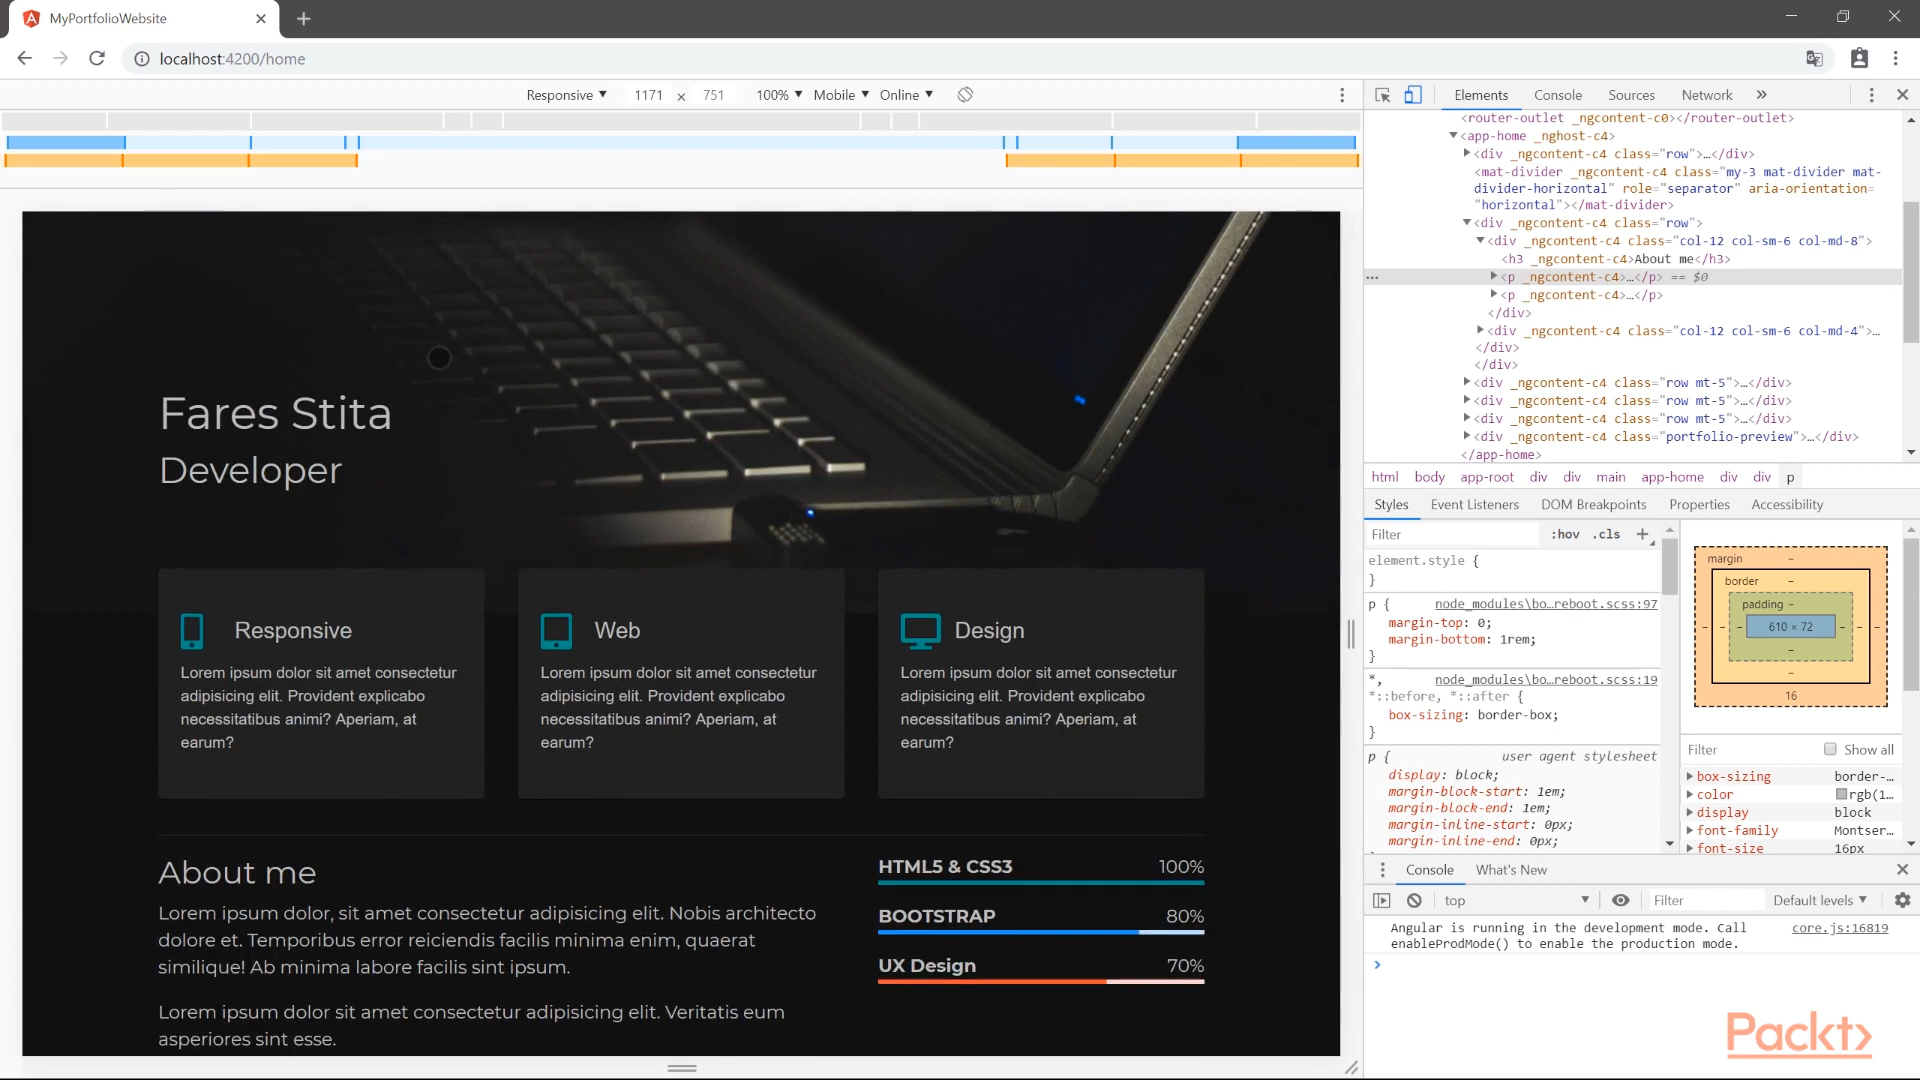 MyPortfolioWebsite
localhost:4200/home
Responsive 1171 x 751 100% Mobile Online
Fares Stita
Developer
Responsive
Lorem ipsum dolor sit amet consectetur
adipisicing elit. Provident explicabo
necessitatibus animi? Aperiam, at
earum?
Web
Lorem ipsum dolor sit amet consectetur
adipisicing elit. Provident explicabo
necessitatibus animi? Aperiam, at
earum?
Design
Lorem ipsum dolor sit amet consectetur
adipisicing elit. Provident explicabo
necessitatibus animi? Aperiam, at
earum?
About me
Lorem ipsum dolor, sit amet consectetur adipisicing elit. Nobis architecto
dolore et. Temporibus error reiciendis facilis minima enim, quaerat
similique! Ab minima labore facilis sint ipsum.
Lorem ipsum dolor sit amet consectetur adipisicing elit. Veritatis eum
asperiores sint esse.
HTML5 & CSS3 100%
BOOTSTRAP 80%
UX Design 70%
Elements Console Sources Network »
<router-outlet _ngcontent-c0></router-outlet>
<app-home _nghost-c4>
<div _ngcontent-c4 class="row">…</div>
<mat-divider _ngcontent-c4 class="my-3 mat-divider mat-
divider-horizontal" role="separator" aria-orientation=
"horizontal"></mat-divider>
<div _ngcontent-c4 class="row">
<div _ngcontent-c4 class="col-12 col-sm-6 col-md-8">
<h3 _ngcontent-c4>About me</h3>
… <p _ngcontent-c4>…</p> == $0
<p _ngcontent-c4>…</p>
</div>
<div _ngcontent-c4 class="col-12 col-sm-6 col-md-4">…
</div>
</div>
<div _ngcontent-c4 class="row mt-5">…</div>
<div _ngcontent-c4 class="row mt-5">…</div>
<div _ngcontent-c4 class="row mt-5">…</div>
<div _ngcontent-c4 class="portfolio-preview">…</div>
</app-home>
html body app-root div div main app-home div div p
Styles Event Listeners DOM Breakpoints Properties Accessibility
Filter :hov .cls +
element.style {
}
p { node_modules\bo…reboot.scss:97
margin-top: 0;
margin-bottom: 1rem;
}
*, node_modules\bo…reboot.scss:19
*::before, *::after {
box-sizing: border-box;
}
p { user agent stylesheet
display: block;
margin-block-start: 1em;
margin-block-end: 1em;
margin-inline-start: 0px;
margin-inline-end: 0px;
margin –
border –
padding –
– – – 610 × 72 – – –
–
–
16
Filter Show all
box-sizing border-…
color rgb(1…
display block
font-family Montser…
font-size 16px
Console What's New
top Filter Default levels
Angular is running in the development mode. Call core.js:16819
enableProdMode() to enable the production mode.
Packt>